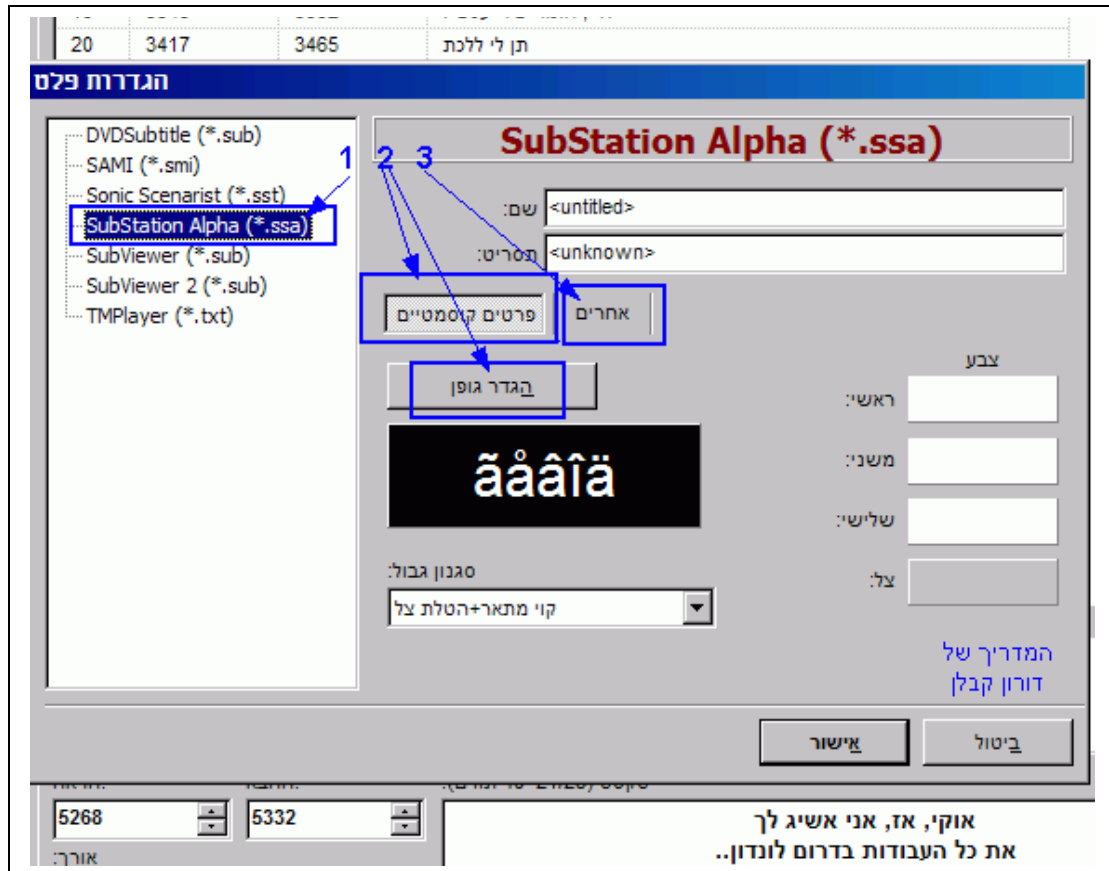 20 3417 3465 תן לי ללכת
הגדרות פלט
DVDSubtitle (*.sub)
SAMI (*.smi)
Sonic Scenarist (*.sst)
SubStation Alpha (*.ssa)
SubViewer (*.sub)
SubViewer 2 (*.sub)
TMPlayer (*.txt)
1 2 3
SubStation Alpha (*.ssa)
שם: <untitled>
תסריט: <unknown>
פרטים קוסמטיים
אחרים
הגדר גופן
צבע
ראשי:
משני:
שלישי:
צל:
ãåâîä
סגנון גבול:
קוי מתאר+הטלת צל
המדריך של
דורון קבלן
אישור
ביטול
5268 5332
אורך:
אוקי, אז, אני אשיג לך
את כל העבודות בדרום לונדון..